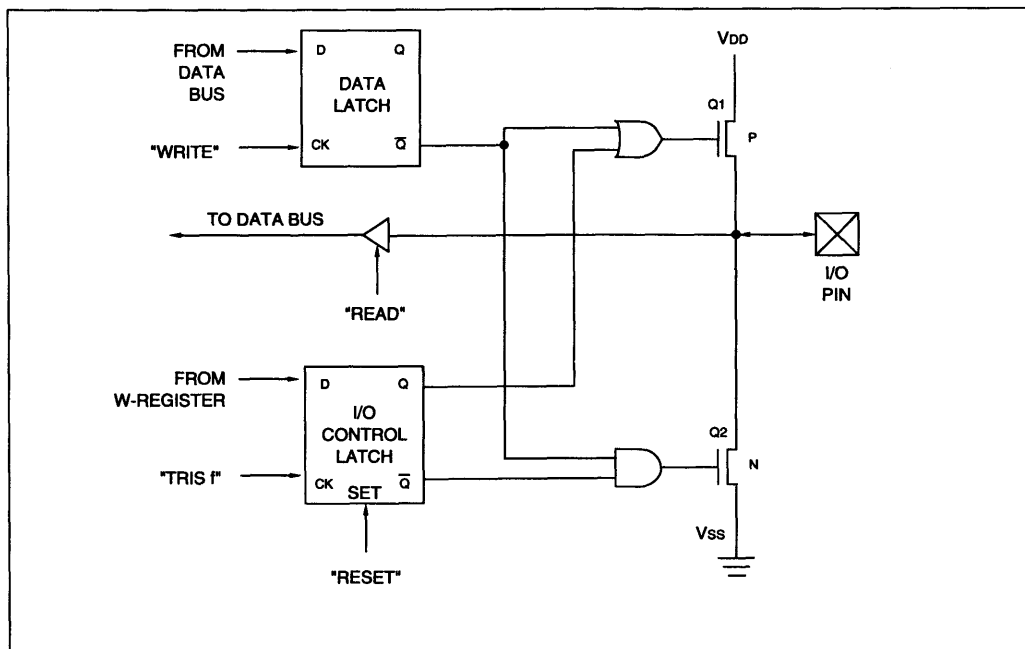 FROM
DATA
BUS
D
Q
DATA
LATCH
"WRITE"
CK
Q̅
VDD
Q1
P
TO DATA BUS
"READ"
I/O
PIN
FROM
W-REGISTER
D
Q
I/O
CONTROL
LATCH
"TRIS f"
CK
SET
Q̅
"RESET"
Q2
N
VSS